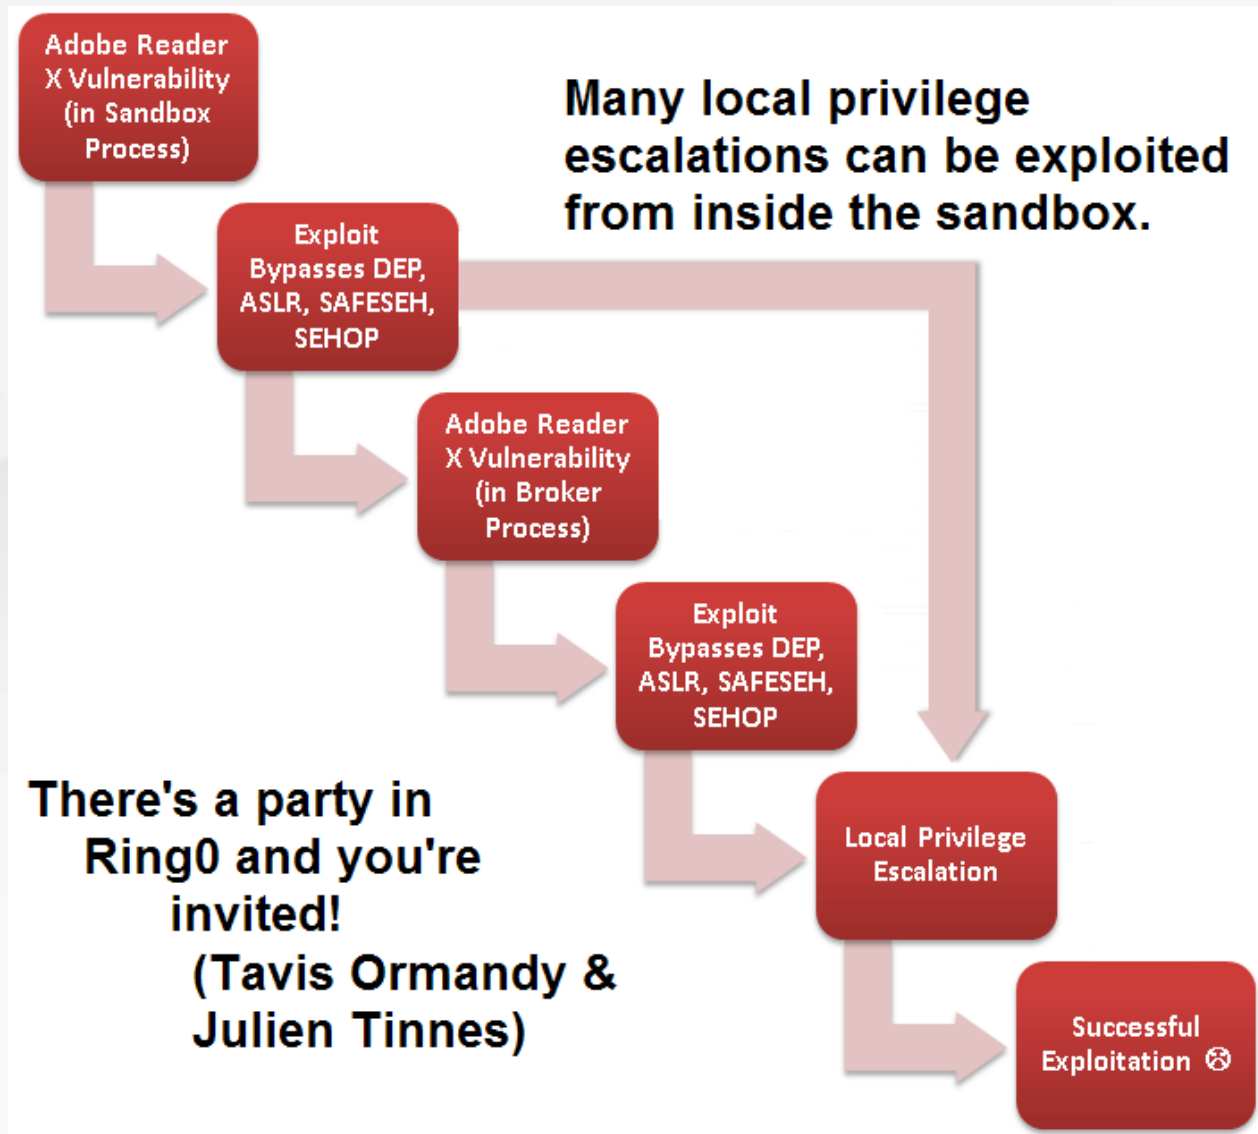 Adobe Reader
X Vulnerability
(in Sandbox
Process)
Many local privilege
escalations can be exploited
from inside the sandbox.
Exploit
Bypasses DEP,
ASLR, SAFESEH,
SEHOP
Adobe Reader
X Vulnerability
(in Broker
Process)
Exploit
Bypasses DEP,
ASLR, SAFESEH,
SEHOP
There's a party in
Ring0 and you're
invited!
(Tavis Ormandy &
Julien Tinnes)
Local Privilege
Escalation
Successful
Exploitation ☹